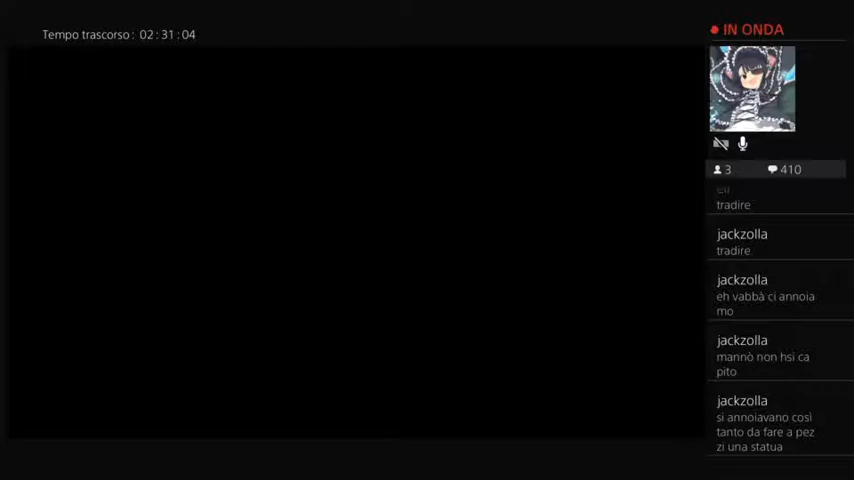 Tempo trascorso: 02:31:04
IN ONDA
3
410
tradire
jackzolla
tradire
jackzolla
eh vabbà ci annoia
mo
jackzolla
mannò non hsi ca
pito
jackzolla
si annoiavano così
tanto da fare a pez
zi una statua